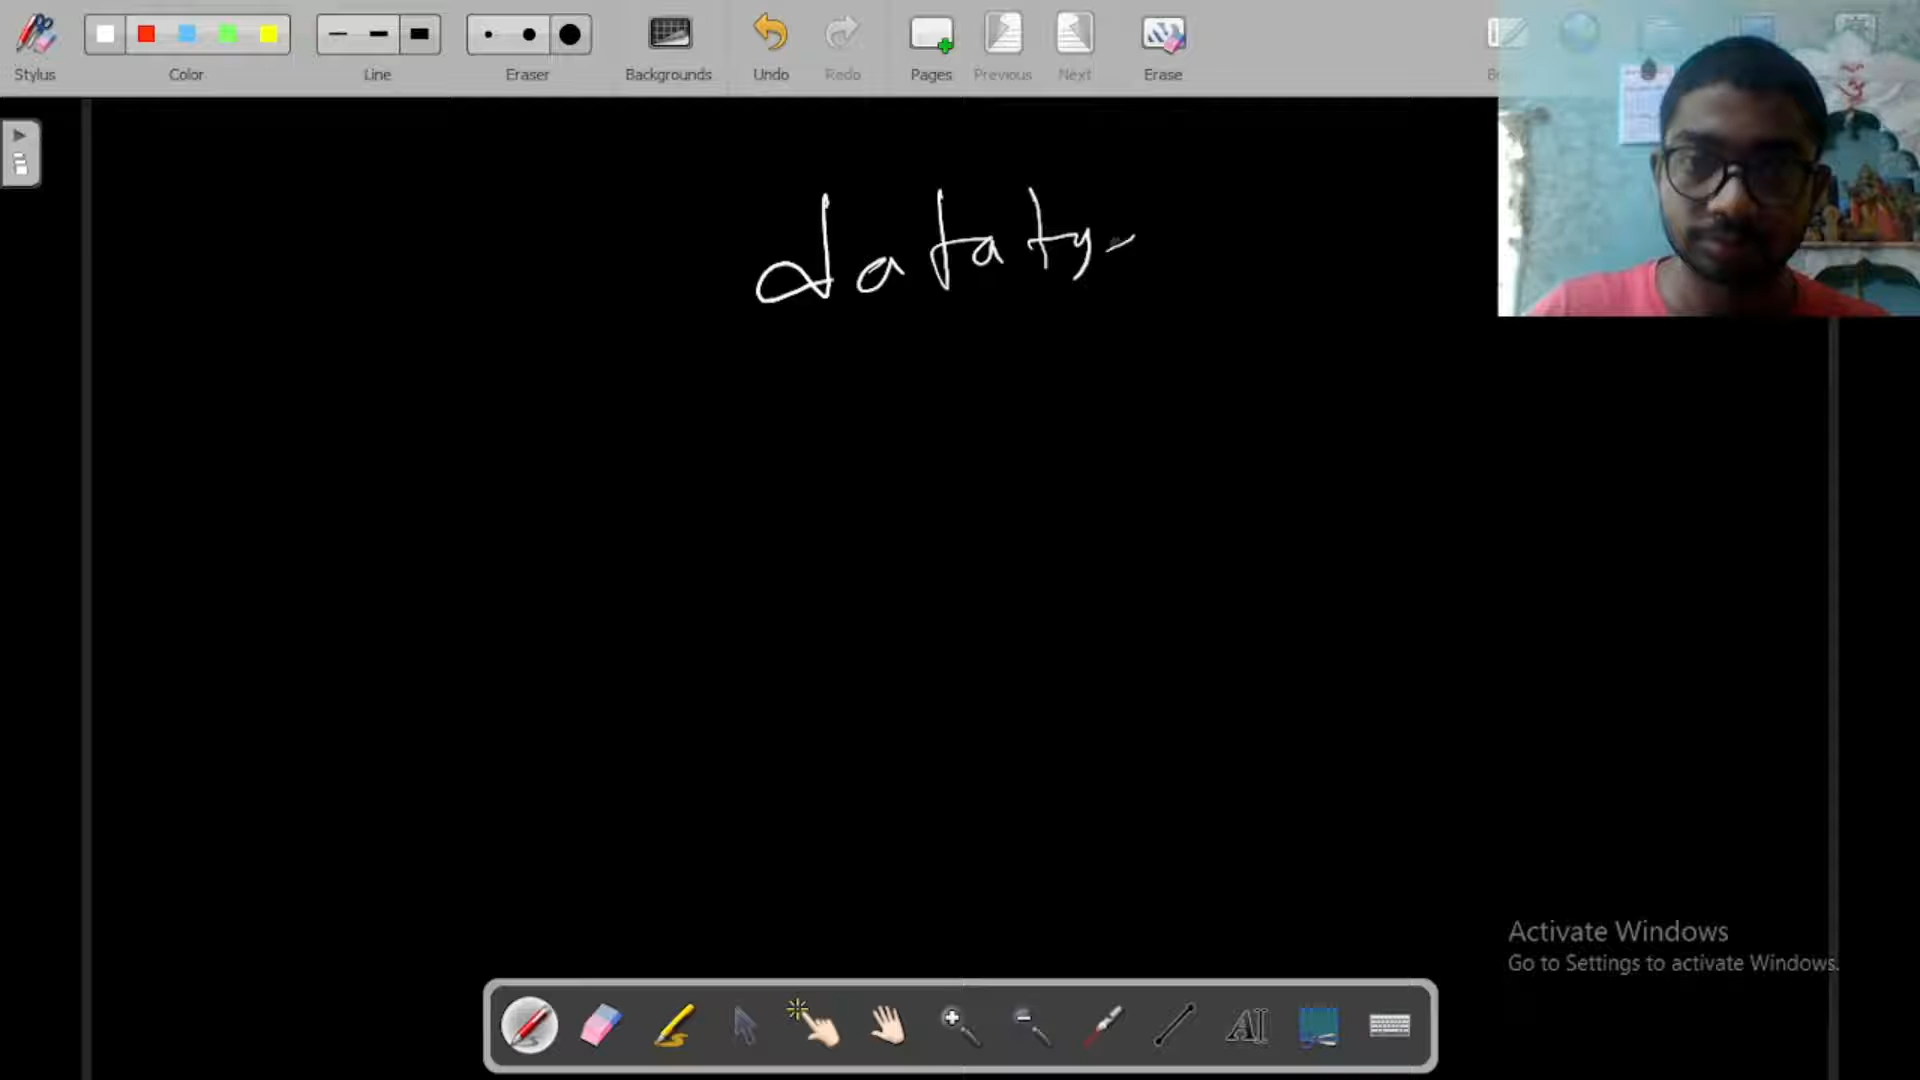 Stylus Color Line Eraser Backgrounds Undo Redo Pages Previous Next Erase
dataty
Activate Windows
Go to Settings to activate Windows.